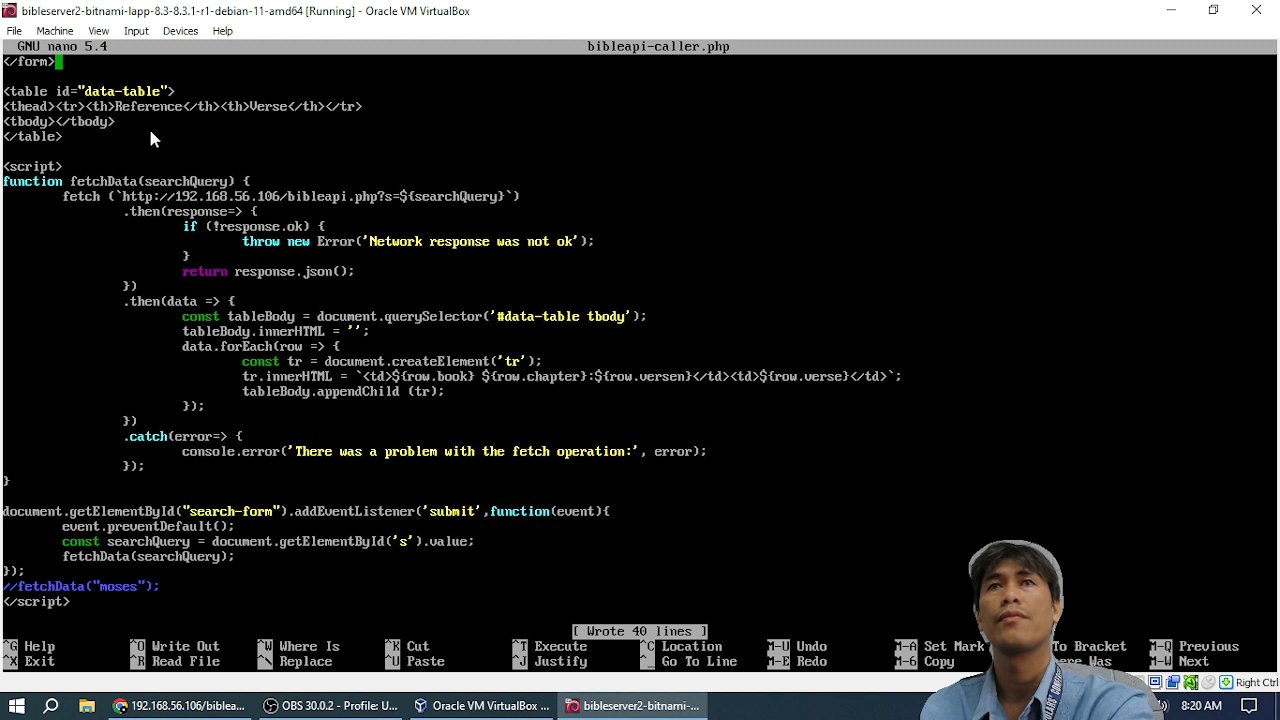 bibleserver2-bitnami-lapp-8.3-8.3.1-r1-debian-11-amd64 [Running] - Oracle VM VirtualBox
File Machine View Input Devices Help
GNU nano 5.4 bibleapi-caller.php
</form>
<table id="data-table">
<thead><tr><th>Reference</th><th>Verse</th></tr>
<tbody></tbody>
</table>
<script>
function fetchData(searchQuery) {
fetch (`http://192.168.56.106/bibleapi.php?s=${searchQuery}`)
.then(response=> {
if (!response.ok) {
throw new Error('Network response was not ok');
}
return response.json();
})
.then(data => {
const tableBody = document.querySelector('#data-table tbody');
tableBody.innerHTML = '';
data.forEach(row => {
const tr = document.createElement('tr');
tr.innerHTML = `<td>${row.book} ${row.chapter}:${row.versen}</td><td>${row.verse}</td>`;
tableBody.appendChild (tr);
});
})
.catch(error=> {
console.error('There was a problem with the fetch operation:', error);
});
}
document.getElementById("search-form").addEventListener('submit',function(event){
event.preventDefault();
const searchQuery = document.getElementById('s').value;
fetchData(searchQuery);
});
//fetchData("moses");
</script>
[ Wrote 40 lines ]
^G Help ^O Write Out ^W Where Is ^K Cut ^T Execute ^C Location M-U Undo M-A Set Mark To Bracket M-Q Previous
^X Exit ^R Read File ^\ Replace ^U Paste ^J Justify ^_ Go To Line M-E Redo M-6 Copy ere Was M-W Next
Right Ctrl
192.168.56.106/biblea... OBS 30.0.2 - Profile: U... Oracle VM VirtualBox ... bibleserver2-bitnami-... 8:20 AM